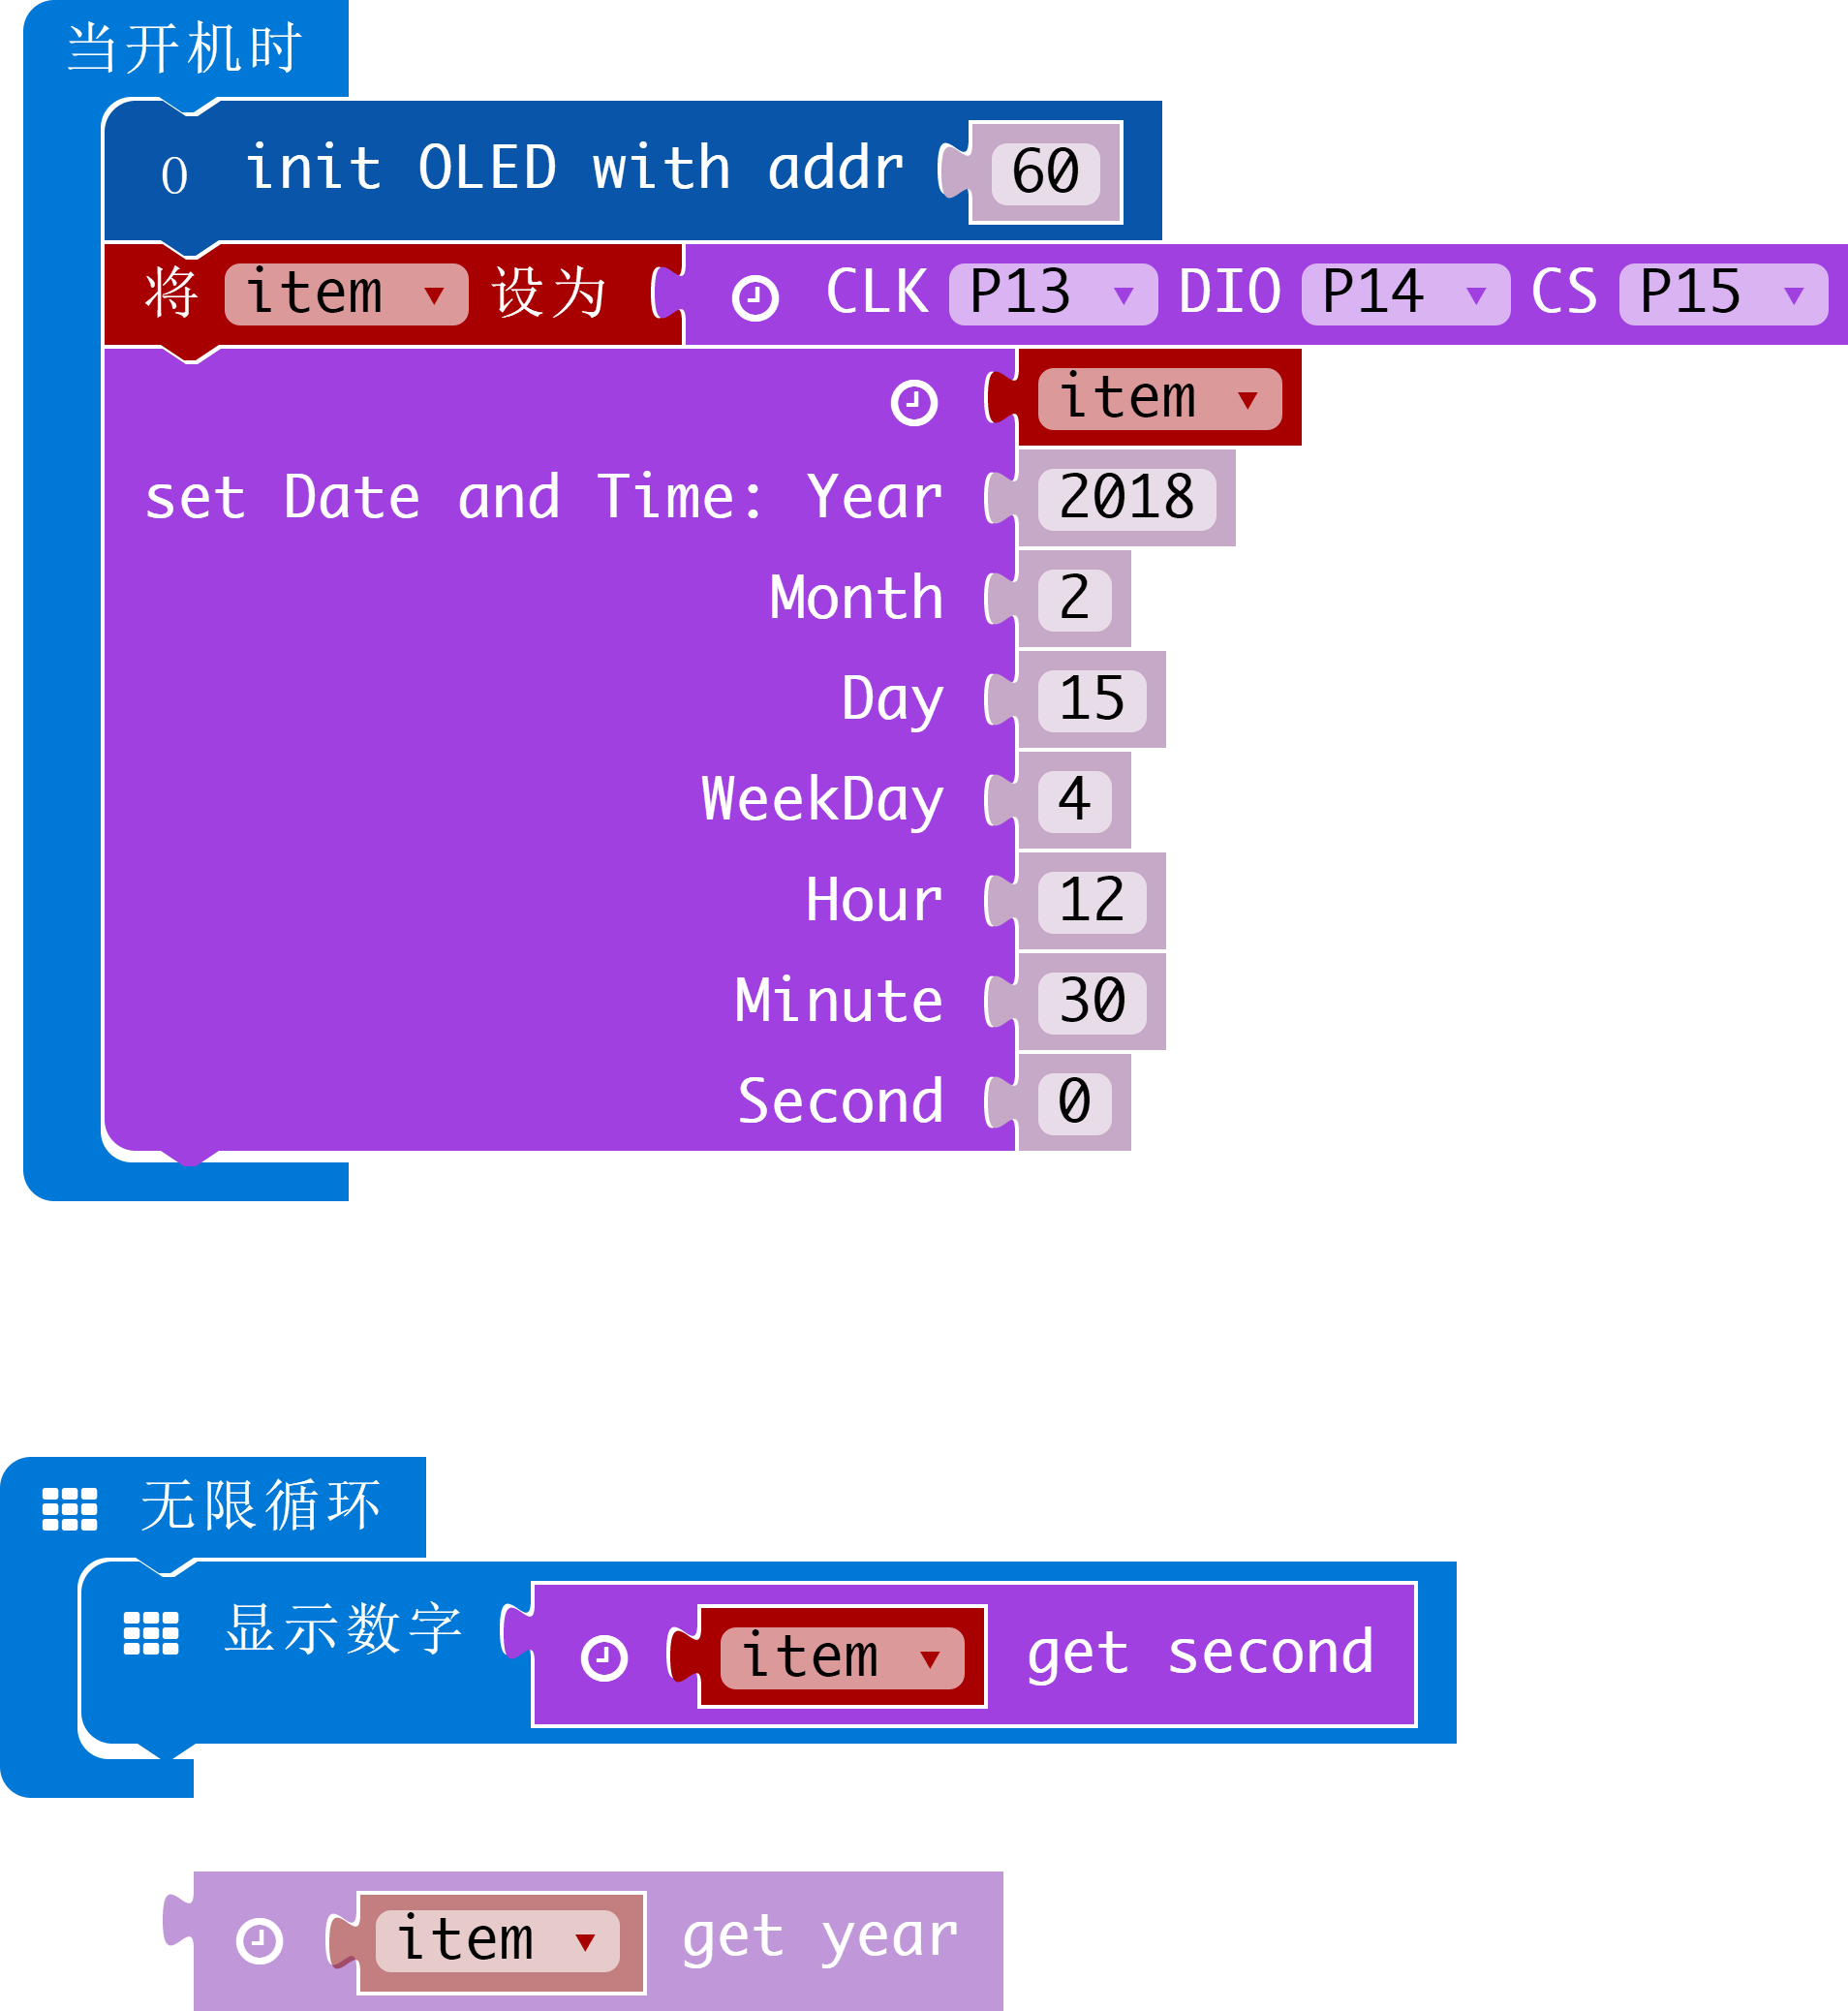 当开机时
0 init OLED with addr 60
将 item 设为 CLK P13 DIO P14 CS P15
item
set Date and Time: Year 2018
Month 2
Day 15
WeekDay 4
Hour 12
Minute 30
Second 0
无限循环
显示数字 item get second
item get year